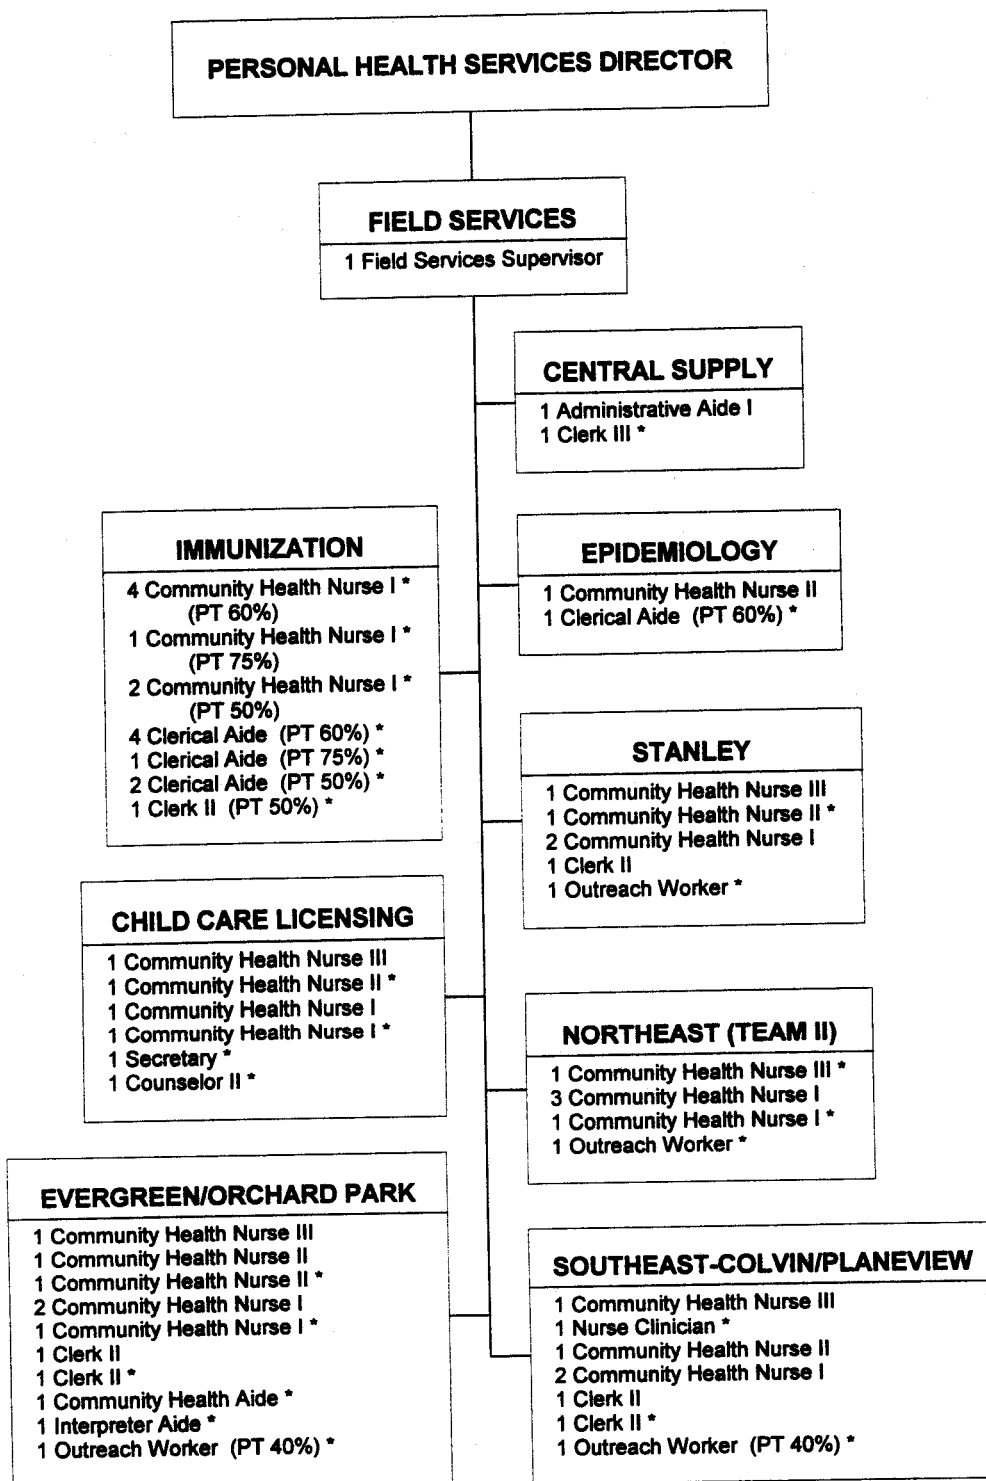 PERSONAL HEALTH SERVICES DIRECTOR
FIELD SERVICES
1 Field Services Supervisor
CENTRAL SUPPLY
1 Administrative Aide I
1 Clerk III *
IMMUNIZATION
4 Community Health Nurse I *
(PT 60%)
1 Community Health Nurse I *
(PT 75%)
2 Community Health Nurse I *
(PT 50%)
4 Clerical Aide (PT 60%) *
1 Clerical Aide (PT 75%) *
2 Clerical Aide (PT 50%) *
1 Clerk II (PT 50%) *
EPIDEMIOLOGY
1 Community Health Nurse II
1 Clerical Aide (PT 60%) *
STANLEY
1 Community Health Nurse III
1 Community Health Nurse II *
2 Community Health Nurse I
1 Clerk II
1 Outreach Worker *
CHILD CARE LICENSING
1 Community Health Nurse III
1 Community Health Nurse II *
1 Community Health Nurse I
1 Community Health Nurse I *
1 Secretary *
1 Counselor II *
NORTHEAST (TEAM II)
1 Community Health Nurse III *
3 Community Health Nurse I
1 Community Health Nurse I *
1 Outreach Worker *
EVERGREEN/ORCHARD PARK
1 Community Health Nurse III
1 Community Health Nurse II
1 Community Health Nurse II *
2 Community Health Nurse I
1 Community Health Nurse I *
1 Clerk II
1 Clerk II *
1 Community Health Aide *
1 Interpreter Aide *
1 Outreach Worker (PT 40%) *
SOUTHEAST-COLVIN/PLANEVIEW
1 Community Health Nurse III
1 Nurse Clinician *
1 Community Health Nurse II
2 Community Health Nurse I
1 Clerk II
1 Clerk II *
1 Outreach Worker (PT 40%) *